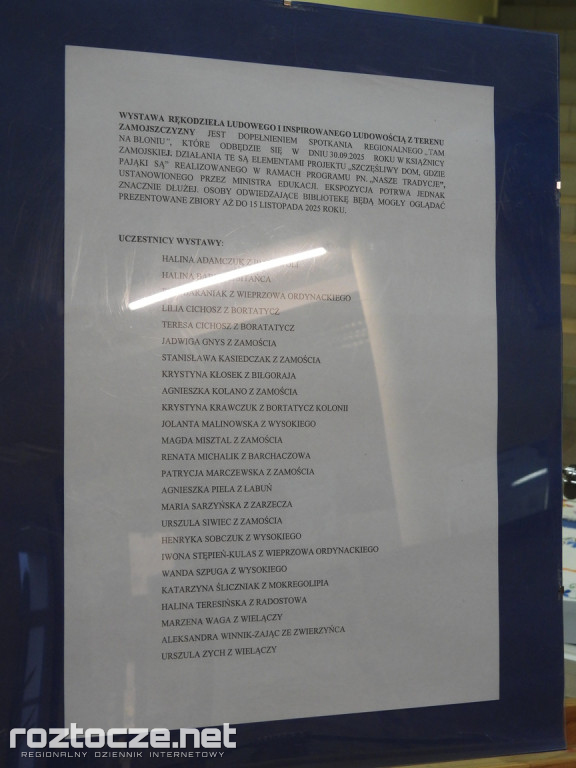 WYSTAWA RĘKODZIEŁA LUDOWEGO I INSPIROWANEGO LUDOWOŚCIĄ Z TERENU
ZAMOJSZCZYZNY JEST DOPEŁNIENIEM SPOTKANIA REGIONALNEGO „TAM
NA BŁONIU”, KTÓRE ODBĘDZIE SIĘ W DNIU 30.09.2025 ROKU W KSIĄŻNICY
ZAMOJSKIEJ. DZIAŁANIA TE SĄ ELEMENTAMI PROJEKTU „SZCZĘŚLIWY DOM, GDZIE
PAJĄKI SĄ” REALIZOWANEGO W RAMACH PROGRAMU PN. „NASZE TRADYCJE”,
USTANOWIONEGO PRZEZ MINISTRA EDUKACJI. EKSPOZYCJA POTRWA JEDNAK
ZNACZNIE DŁUŻEJ. OSOBY ODWIEDZAJĄCE BIBLIOTEKĘ BĘDĄ MOGŁY OGLĄDAĆ
PREZENTOWANE ZBIORY AŻ DO 15 LISTOPADA 2025 ROKU.
UCZESTNICY WYSTAWY:
HALINA ADAMCZUK Z
HALINA
Z WIEPRZOWA ORDYNACKIEGO
LILIA CICHOSZ Z BORTATYCZ
TERESA CICHOSZ Z BORATATYCZ
JADWIGA GNYS Z ZAMOŚCIA
STANISŁAWA KASIEDCZAK Z ZAMOŚCIA
KRYSTYNA KŁOSEK Z BIŁGORAJA
AGNIESZKA KOLANO Z ZAMOŚCIA
KRYSTYNA KRAWCZUK Z BORTATYCZ KOLONII
JOLANTA MALINOWSKA Z WYSOKIEGO
MAGDA MISZTAL Z ZAMOŚCIA
RENATA MICHALIK Z BARCHACZOWA
PATRYCJA MARCZEWSKA Z ZAMOŚCIA
AGNIESZKA PIELA Z ŁABUŃ
MARIA SARZYŃSKA Z ZARZECZA
URSZULA SIWIEC Z ZAMOŚCIA
HENRYKA SOBCZUK Z WYSOKIEGO
IWONA STĘPIEŃ-KULAS Z WIEPRZOWA ORDYNACKIEGO
WANDA SZPUGA Z WYSOKIEGO
KATARZYNA ŚLICZNIAK Z MOKREGOLIPIA
HALINA TERESIŃSKA Z RADOSTOWA
MARZENA WAGA Z WIELĄCZY
ALEKSANDRA WINNIK-ZAJĄC ZE ZWIERZYŃCA
URSZULA ZYCH Z WIELĄCZY
roztocze.net
REGIONALNY DZIENNIK INTERNETOWY